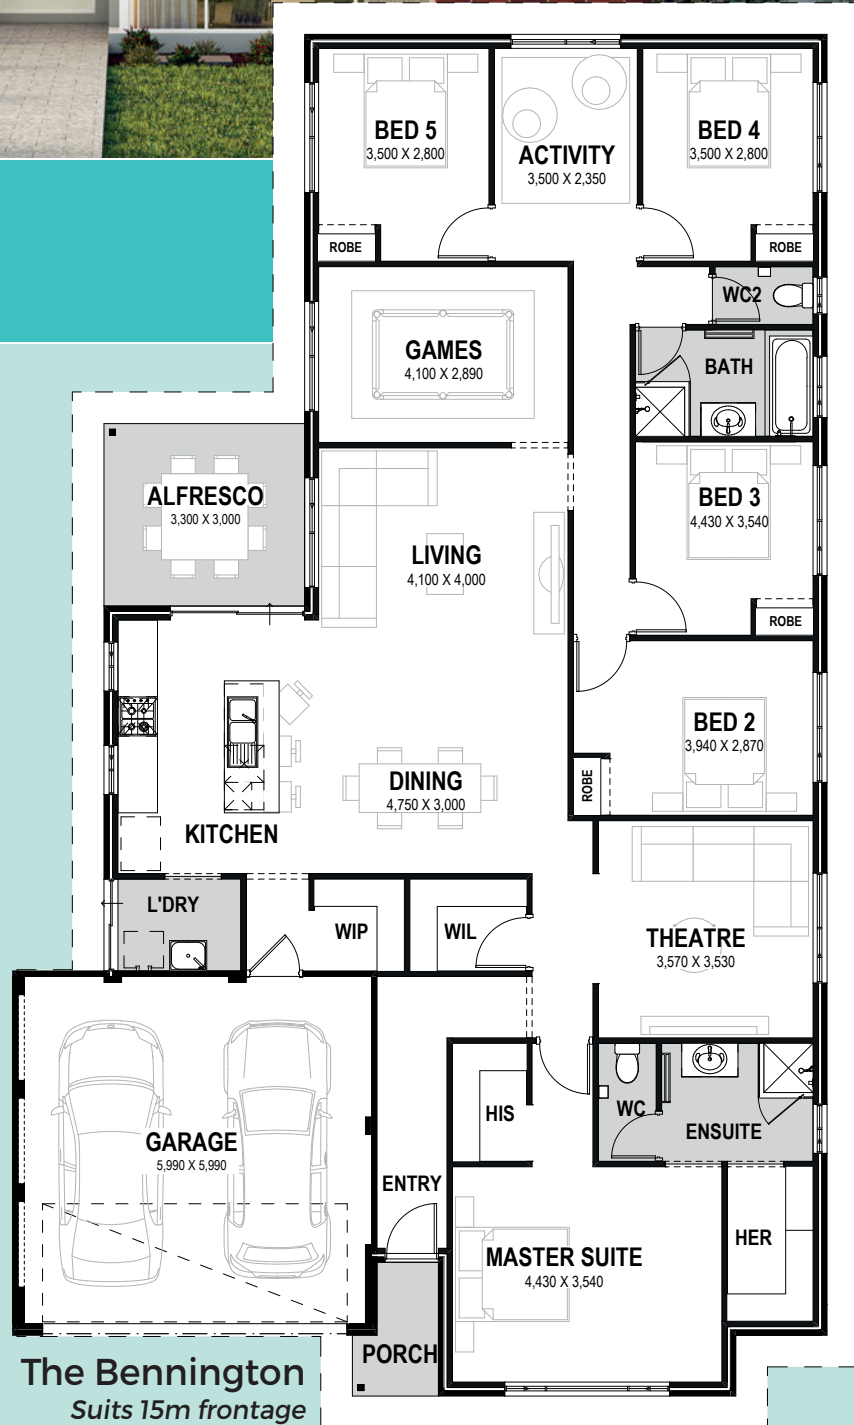 BED 5
3,500 X 2,800
ACTIVITY
3,500 X 2,350
BED 4
3,500 X 2,800
ROBE
ROBE
WC2
GAMES
4,100 X 2,890
BATH
ALFRESCO
3,300 X 3,000
BED 3
4,430 X 3,540
LIVING
4,100 X 4,000
ROBE
BED 2
3,940 X 2,870
ROBE
DINING
4,750 X 3,000
KITCHEN
L'DRY
WIP
WIL
THEATRE
3,570 X 3,530
HIS
WC
ENSUITE
GARAGE
5,990 X 5,990
ENTRY
HER
MASTER SUITE
4,430 X 3,540
PORCH
The Bennington
Suits 15m frontage